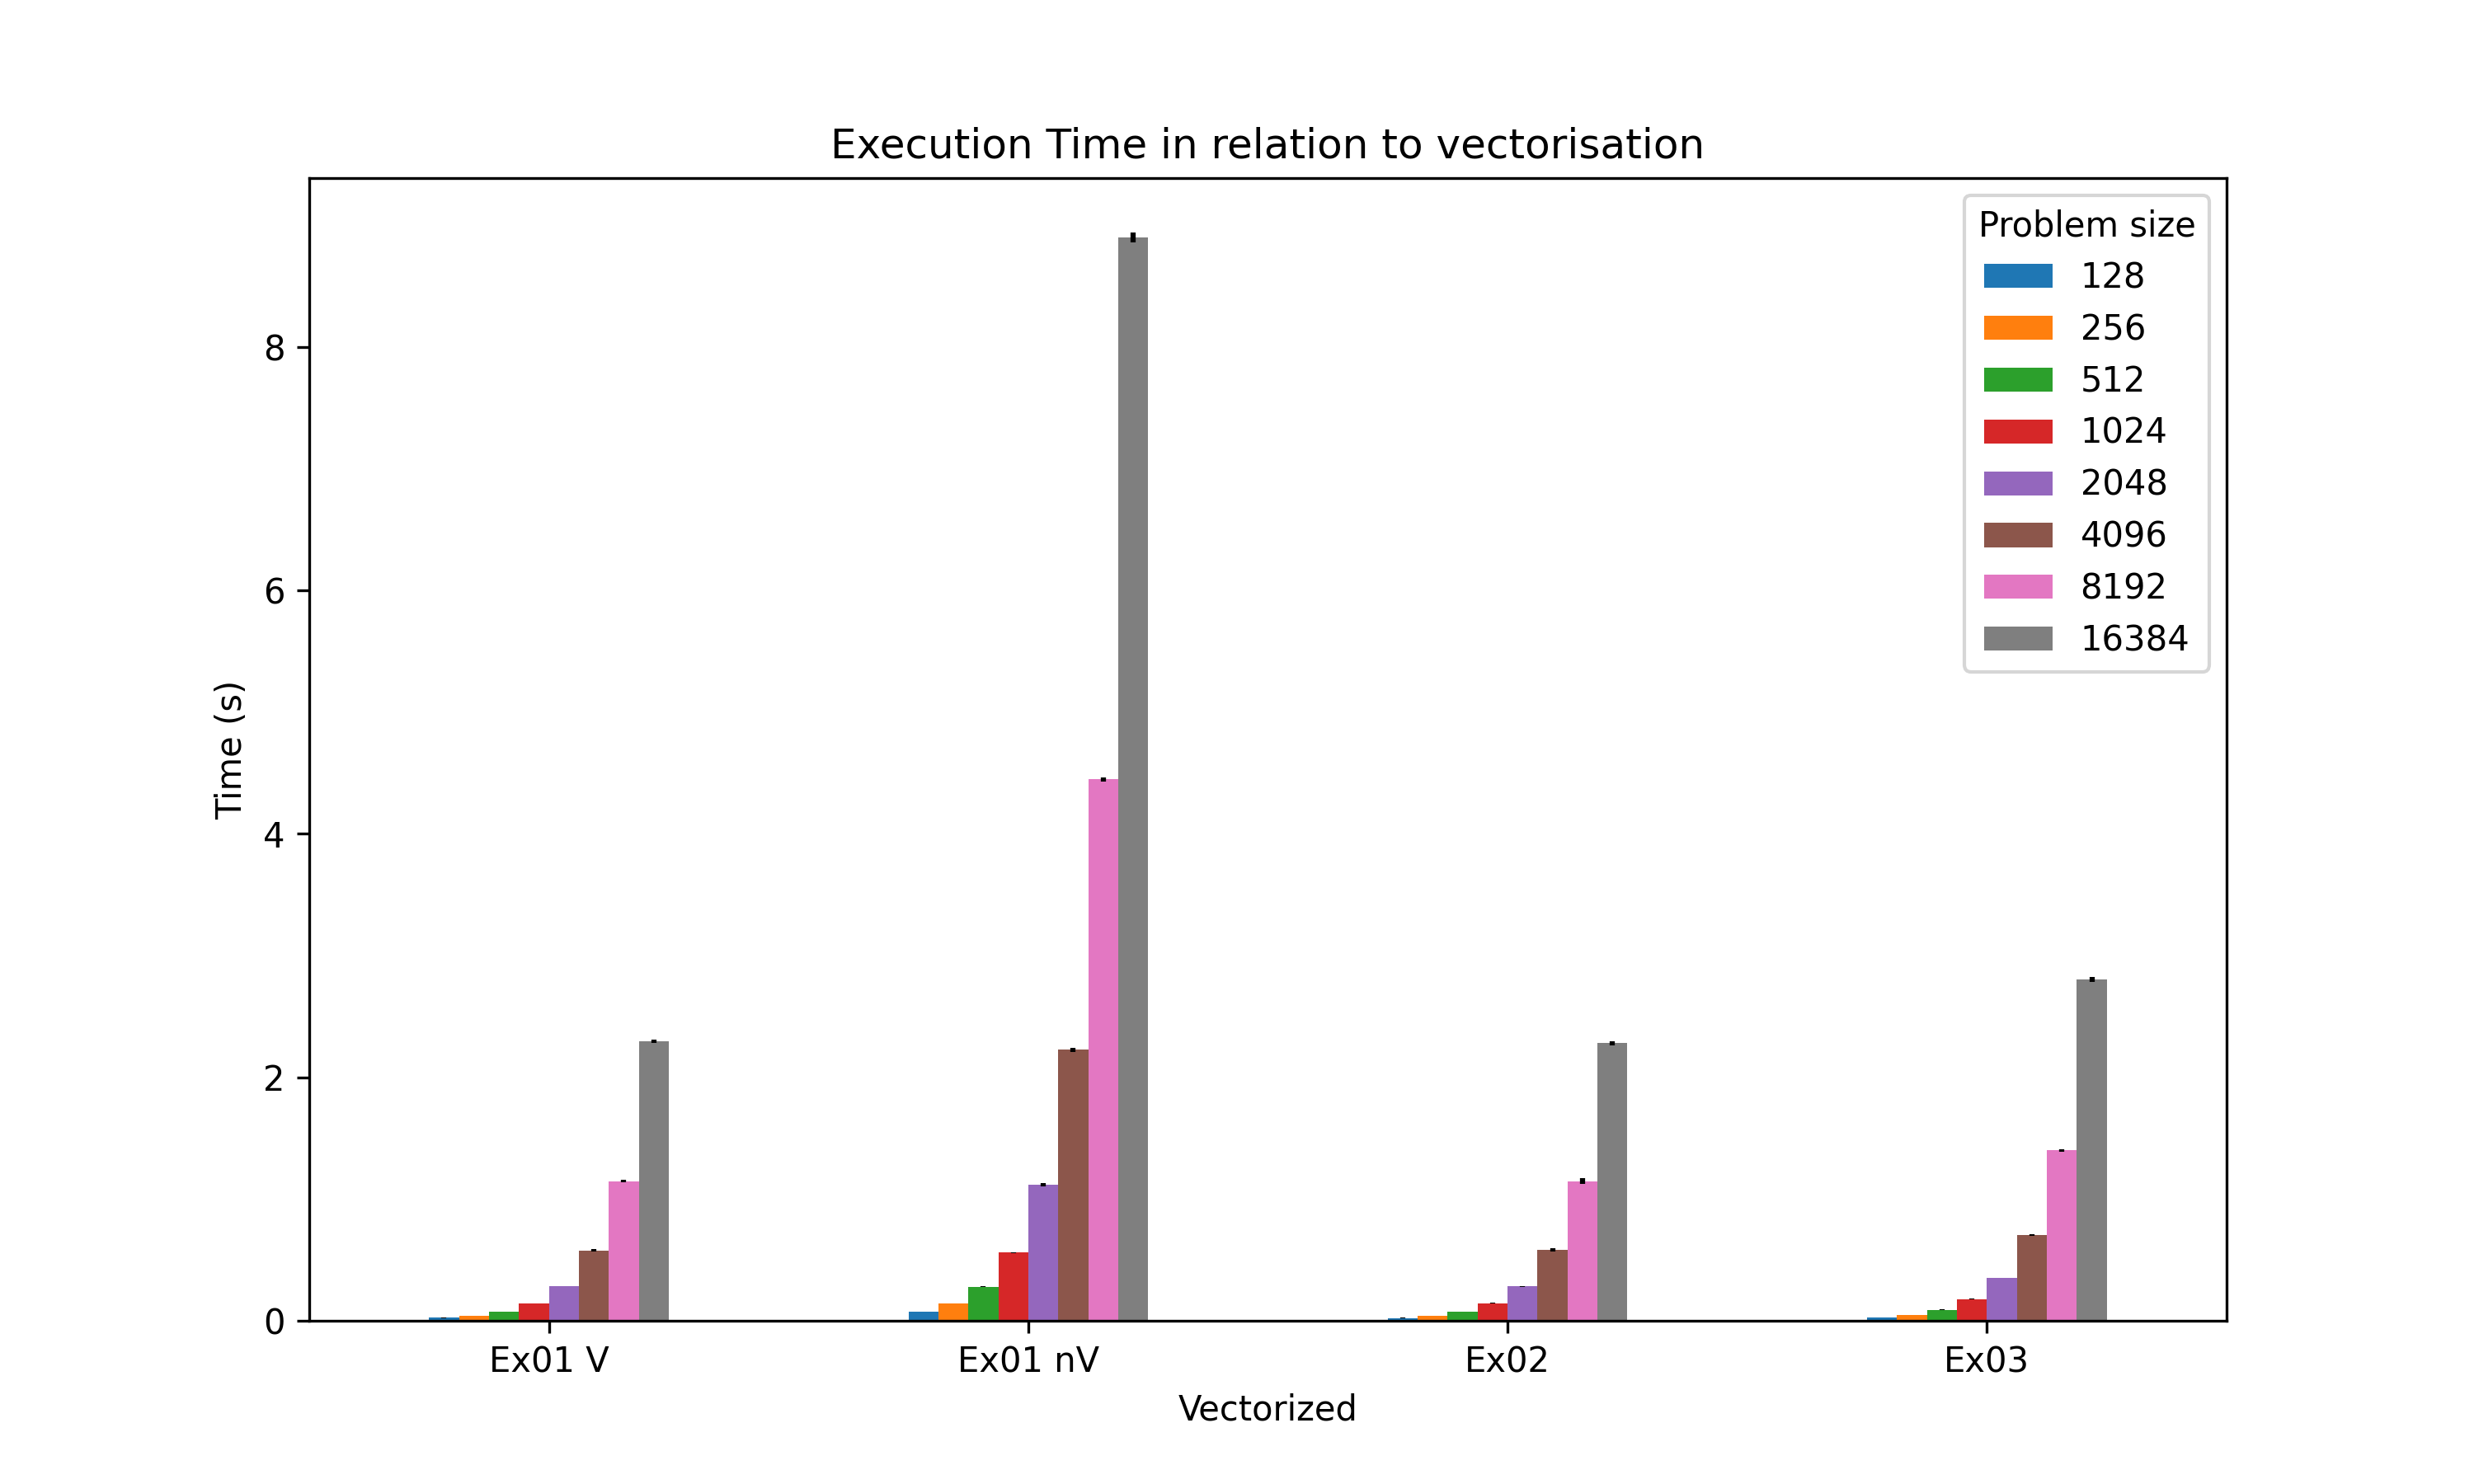 Execution Time in relation to vectorisation
Problem size
128
256
512
1024
2048
4096
8192
16384
Time (s)
8
6
4
2
0
Ex01 V
Ex01 nV
Ex02
Ex03
Vectorized